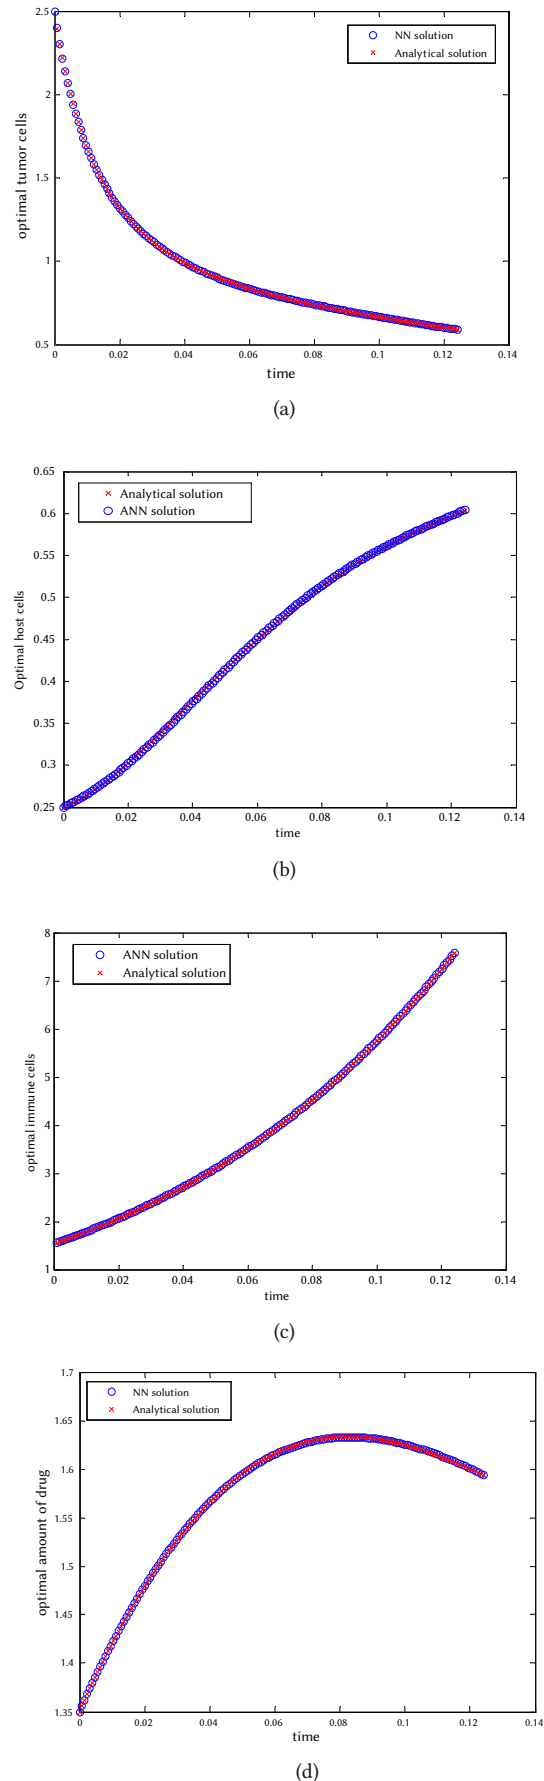 2.5
NN solution
Analytical solution
2
optimal tumor cells
1.5
1
0.5
0 0.02 0.04 0.06 0.08 0.1 0.12 0.14
time
(a)
0.65
Analytical solution
ANN solution
0.6
0.55
0.5
Optimal host cells
0.45
0.4
0.35
0.3
0.25
0 0.02 0.04 0.06 0.08 0.1 0.12 0.14
time
(b)
8
ANN solution
Analytical solution
7
6
5
optimal immune cells
4
3
2
1
0 0.02 0.04 0.06 0.08 0.1 0.12 0.14
time
(c)
1.7
NN solution
Analytical solution
1.65
1.6
1.55
optimal amount of drug
1.5
1.45
1.4
1.35
0 0.02 0.04 0.06 0.08 0.1 0.12 0.14
time
(d)